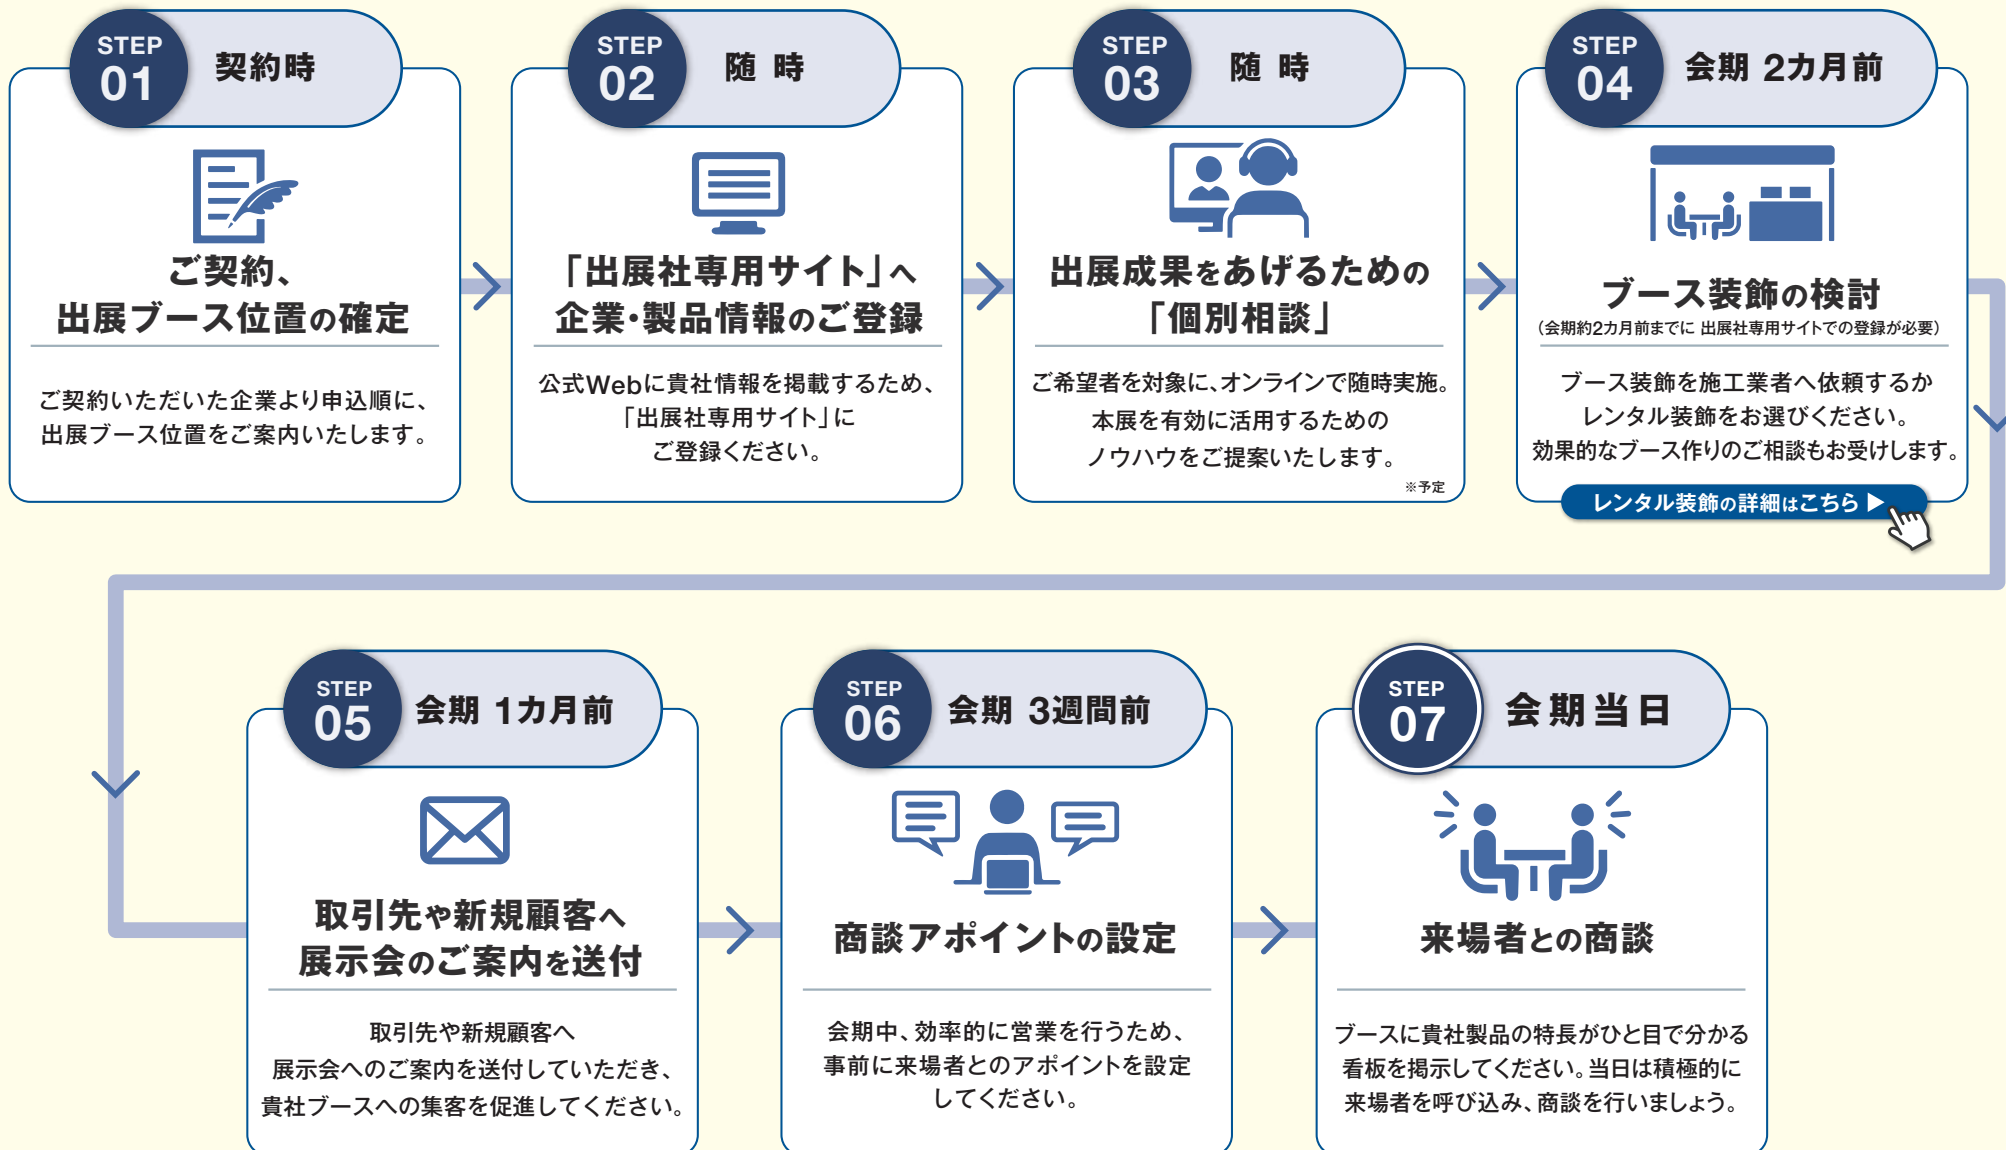 STEP
01
契約時
ご契約、
出展ブース位置の確定
ご契約いただいた企業より申込順に、
出展ブース位置をご案内いたします。
STEP
02
随 時
「出展社専用サイト」へ
企業・製品情報のご登録
公式Webに貴社情報を掲載するため、
「出展社専用サイト」に
ご登録ください。
STEP
03
随 時
出展成果をあげるための
「個別相談」
ご希望者を対象に、オンラインで随時実施。
本展を有効に活用するための
ノウハウをご提案いたします。
※予定
STEP
04
会期 2カ月前
ブース装飾の検討
（会期約2カ月前までに 出展社専用サイトでの登録が必要）
ブース装飾を施工業者へ依頼するか
レンタル装飾をお選びください。
効果的なブース作りのご相談もお受けします。
レンタル装飾の詳細はこちら ▶
STEP
05
会期 1カ月前
取引先や新規顧客へ
展示会のご案内を送付
取引先や新規顧客へ
展示会へのご案内を送付していただき、
貴社ブースへの集客を促進してください。
STEP
06
会期 3週間前
商談アポイントの設定
会期中、効率的に営業を行うため、
事前に来場者とのアポイントを設定
してください。
STEP
07
会期当日
来場者との商談
ブースに貴社製品の特長がひと目で分かる
看板を掲示してください。当日は積極的に
来場者を呼び込み、商談を行いましょう。